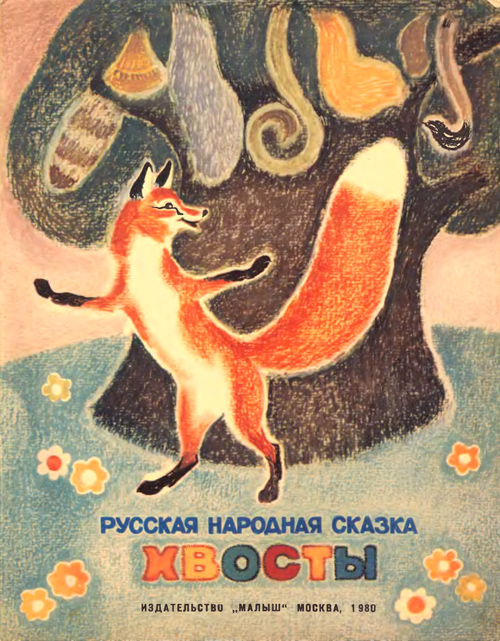 РУССКАЯ НАРОДНАЯ СКАЗКА
ХВОСТЫ
ИЗДАТЕЛЬСТВО „МАЛЫШ“ МОСКВА, 1980